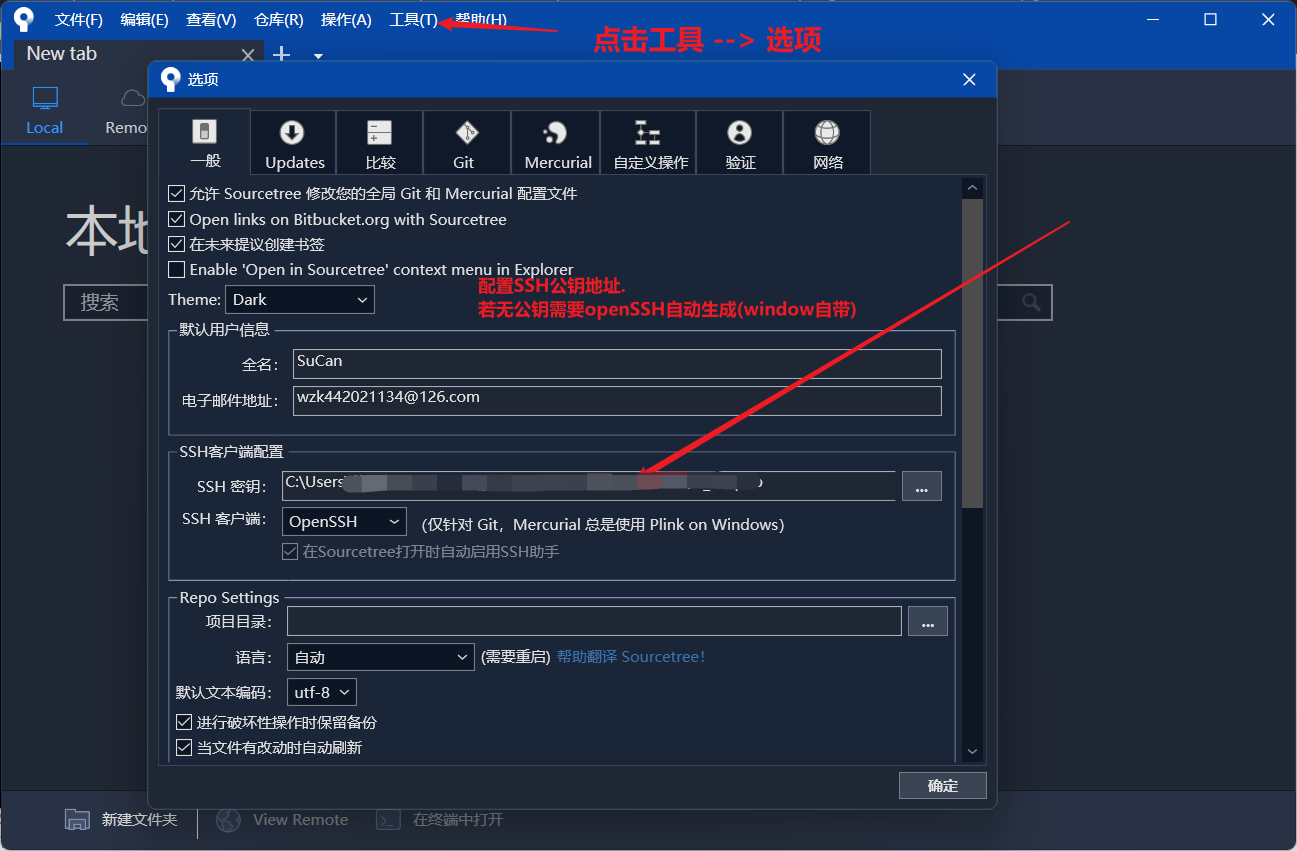 文件(F) 编辑(E) 查看(V) 仓库(R) 操作(A) 工具(T) 帮助(H)
点击工具 --> 选项
New tab
选项
Local
Remo
一般 Updates 比较 Git Mercurial 自定义操作 验证 网络
允许 Sourcetree 修改您的全局 Git 和 Mercurial 配置文件
Open links on Bitbucket.org with Sourcetree
在未来提议创建书签
Enable 'Open in Sourcetree' context menu in Explorer
配置SSH公钥地址.
Theme: Dark
若无公钥需要openSSH自动生成(window自带)
本地
搜索
默认用户信息
全名： SuCan
电子邮件地址： wzk442021134@126.com
SSH客户端配置
SSH 密钥： C:\Users
...
SSH 客户端： OpenSSH (仅针对 Git，Mercurial 总是使用 Plink on Windows)
在Sourcetree打开时自动启用SSH助手
Repo Settings
项目目录：
...
语言： 自动 (需要重启) 帮助翻译 Sourcetree!
默认文本编码： utf-8
进行破坏性操作时保留备份
当文件有改动时自动刷新
确定
新建文件夹 View Remote 在终端中打开